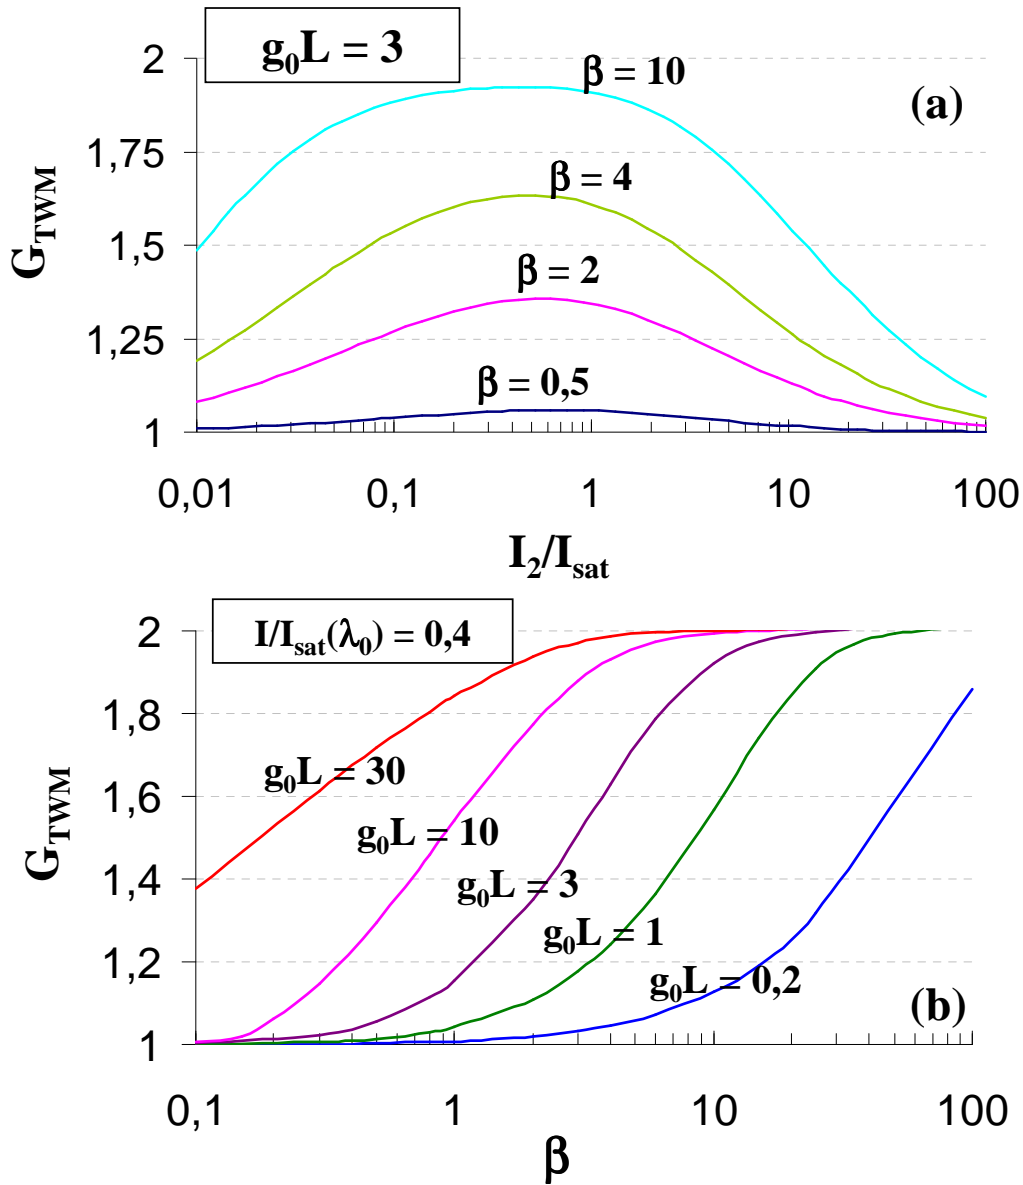 g₀L = 3
β = 10
(a)
2
1,75
1,5
1,25
1
G_TWM
β = 4
β = 2
β = 0,5
0,01
0,1
1
10
100
I₂/I_sat
I/I_sat(λ₀) = 0,4
2
1,8
1,6
1,4
1,2
1
G_TWM
g₀L = 30
g₀L = 10
g₀L = 3
g₀L = 1
g₀L = 0,2
(b)
0,1
1
10
100
β